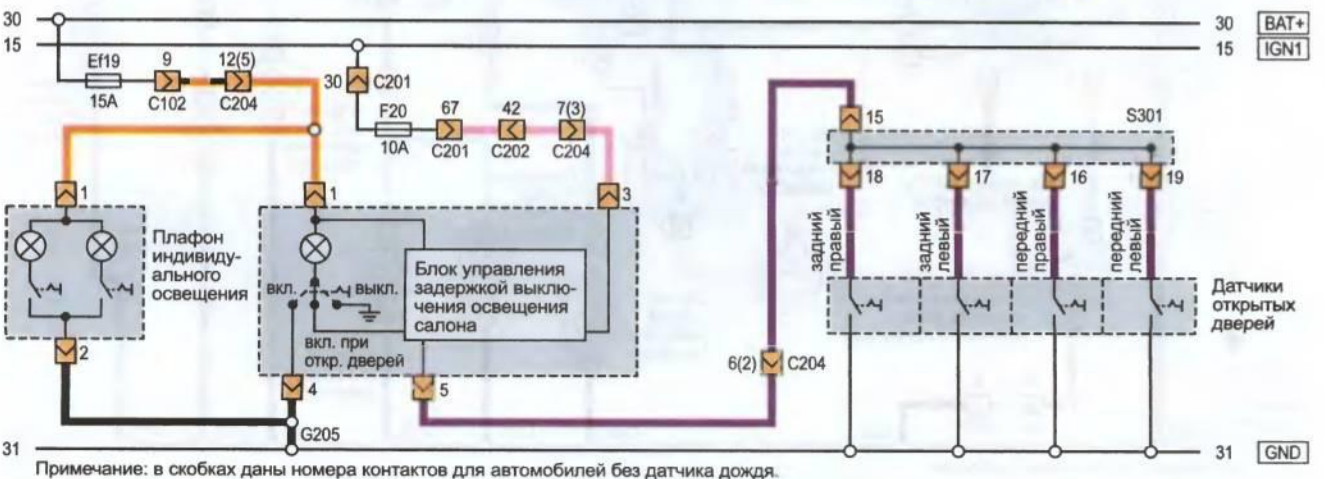 30
30 BAT+
15
15 IGN1
Ef19
15A
9
C102
12(5)
C204
30 C201
F20
10A
67
C201
42
C202
7(3)
C204
15
S301
18
17
16
19
1
1
3
Плафон
индивиду-
ального
освещения
вкл.
выкл.
вкл. при
откр. дверей
Блок управления
задержкой выклю-
чения освещения
салона
задний
правый
задний
левый
передний
правый
передний
левый
Датчики
открытых
дверей
2
4
5
6(2) C204
G205
31
31 GND
Примечание: в скобках даны номера контактов для автомобилей без датчика дождя.